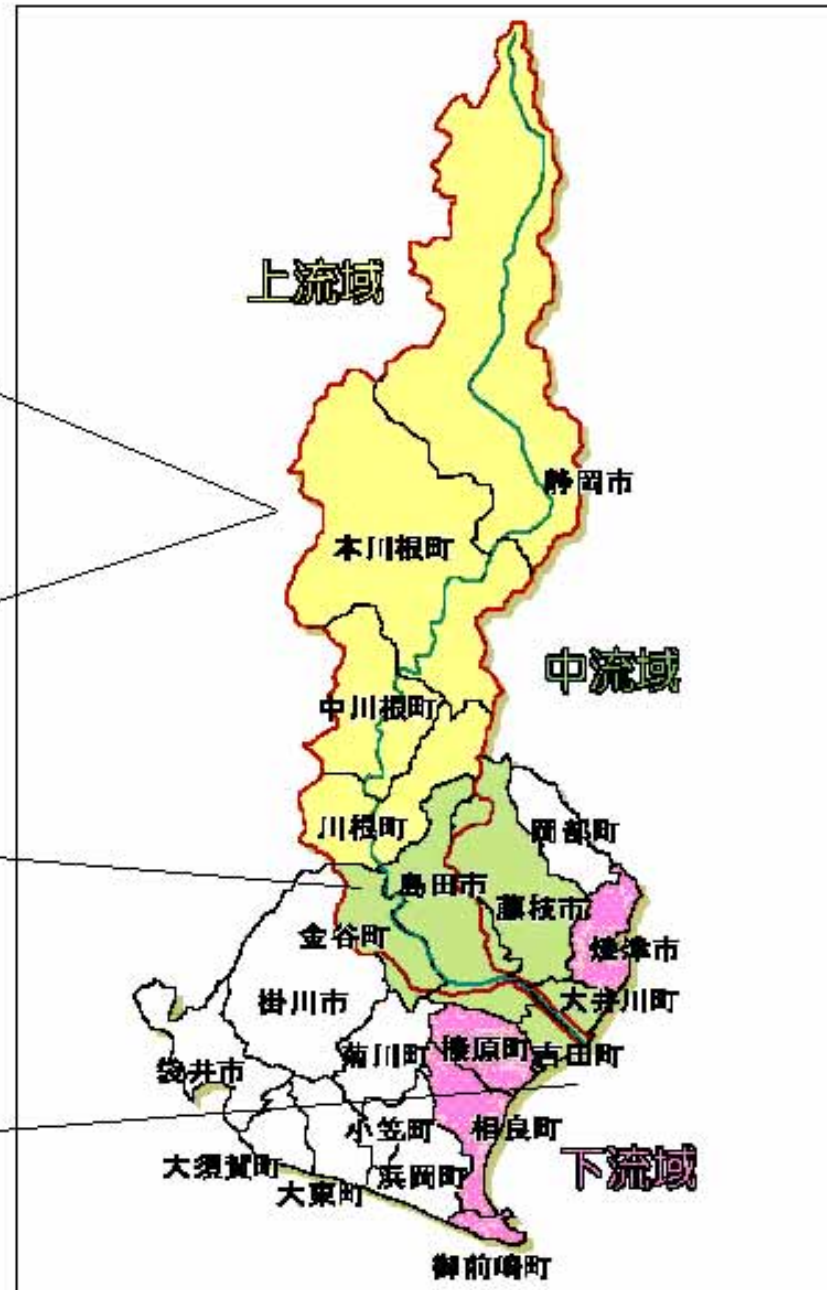 上流域
静岡市
本川根町
中流域
中川根町
川根町
岡部町
島田市
藤枝市
金谷町
焼津市
大井川町
掛川市
菊川町
榛原町
吉田町
袋井市
小笠町
相良町
大須賀町
浜岡町
下流域
大東町
御前崎町